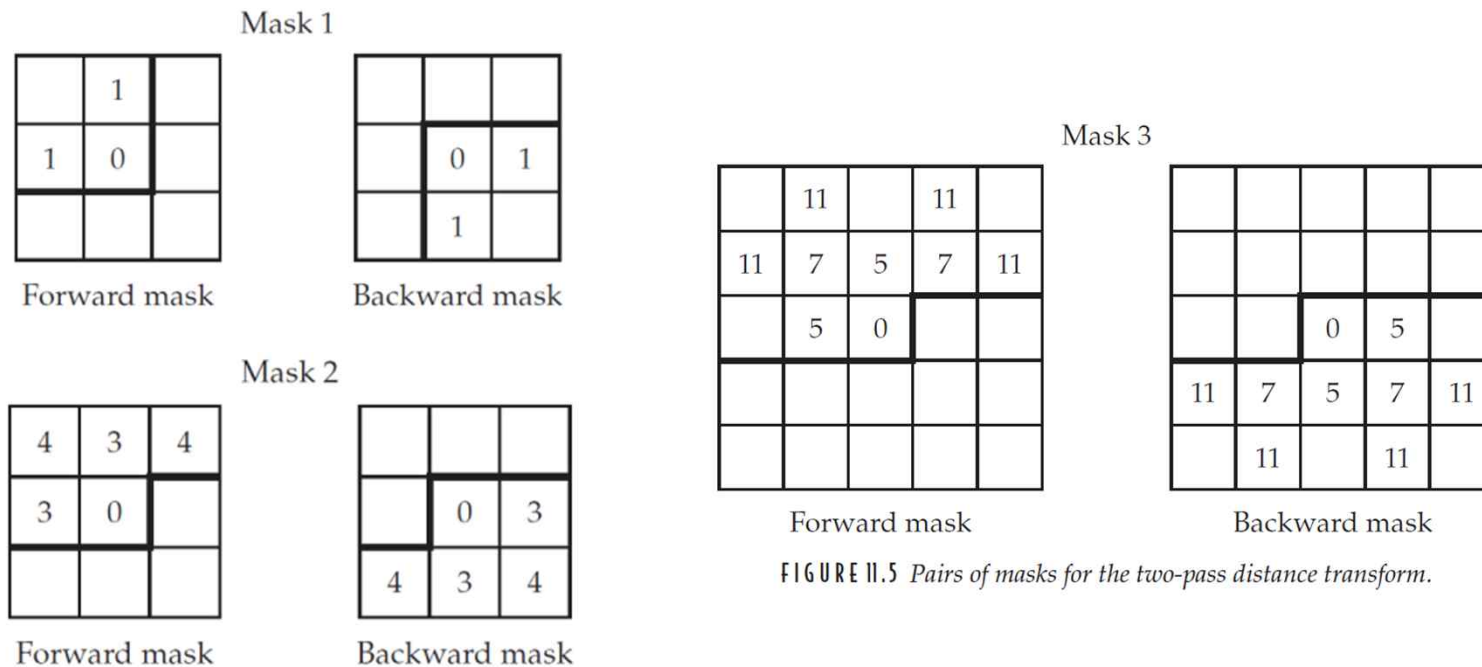 Mask 1
1
1 0
Forward mask
0 1
1
Backward mask
Mask 2
4 3 4
3 0
Forward mask
0 3
4 3 4
Backward mask
Mask 3
11 11
11 7 5 7 11
5 0
Forward mask
0 5
11 7 5 7 11
11 11
Backward mask
FIGURE 11.5 Pairs of masks for the two-pass distance transform.